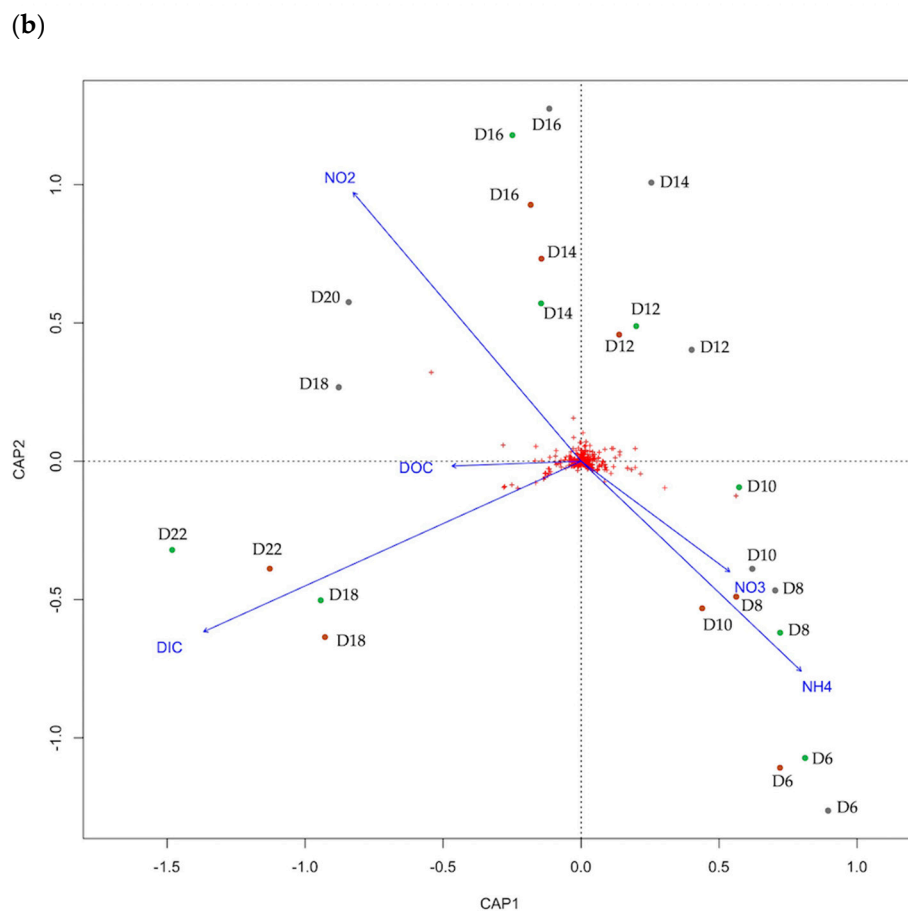 (b)
D16
D16
D14
NO2
1.0
D16
D14
D20
D14
D12
0.5
D12
D12
D18
CAP2
0.0
DOC
D10
D22
D22
D10
NO3
D8
D8
-0.5
D18
D10
D8
DIC
D18
NH4
-1.0
D6
D6
D6
-1.5
-1.0
-0.5
0.0
0.5
1.0
CAP1